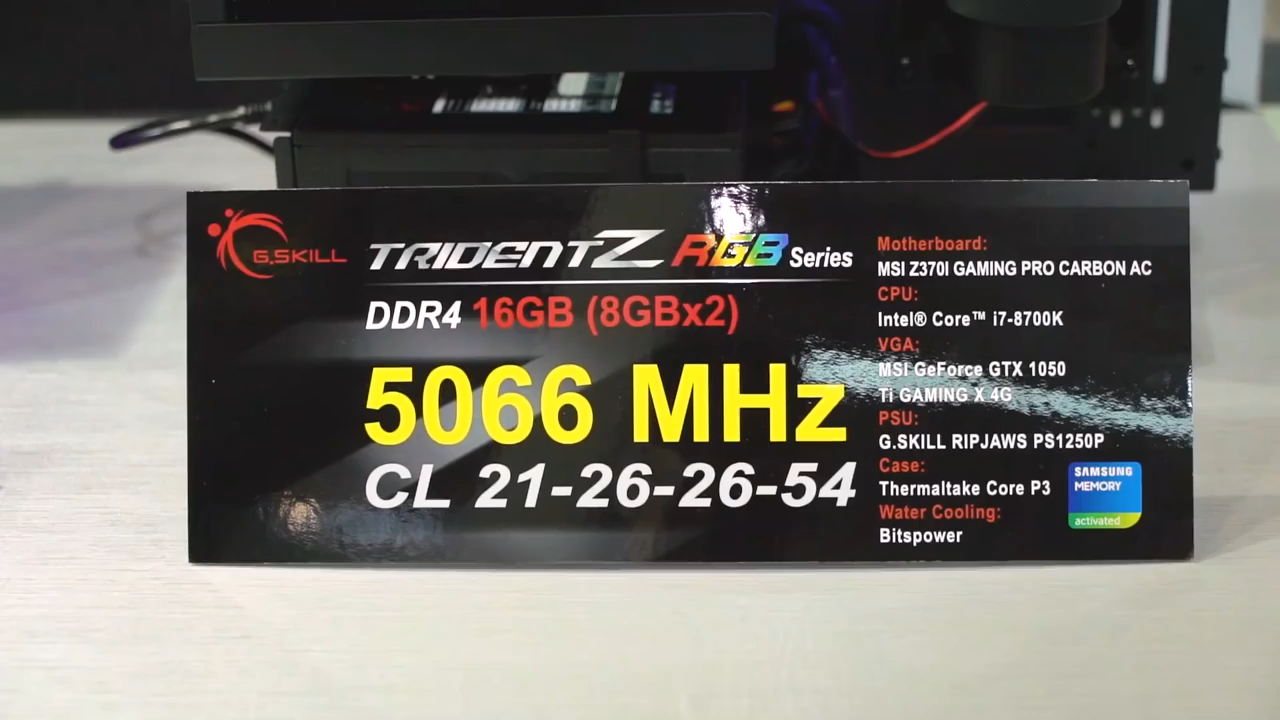 G.SKILL
TRIDENTZ RGB Series
DDR4 16GB (8GBx2)
5066 MHz
CL 21-26-26-54
Motherboard:
MSI Z370I GAMING PRO CARBON AC
CPU:
Intel® Core™ i7-8700K
VGA:
MSI GeForce GTX 1050
Ti GAMING X 4G
PSU:
G.SKILL RIPJAWS PS1250P
Case:
Thermaltake Core P3
Water Cooling:
Bitspower
SAMSUNG
MEMORY
activated